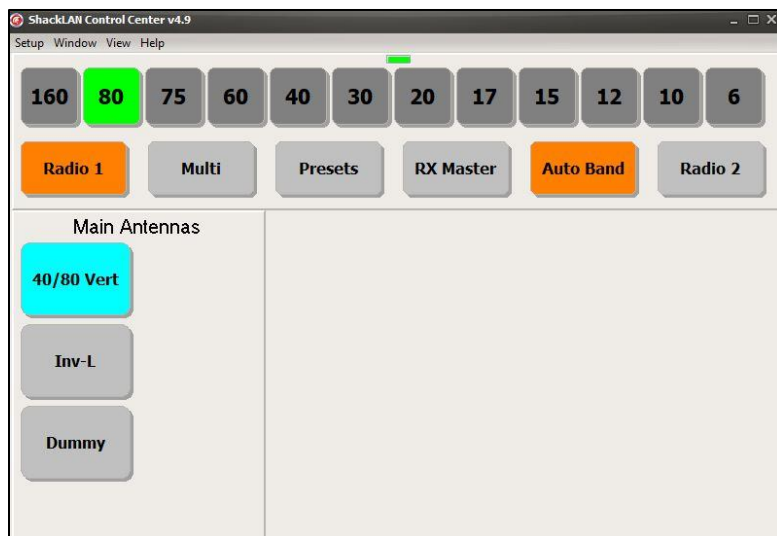 ShackLAN Control Center v4.9
Setup Window View Help
160 80 75 60 40 30 20 17 15 12 10 6
Radio 1 Multi Presets RX Master Auto Band Radio 2
Main Antennas
40/80 Vert
Inv-L
Dummy